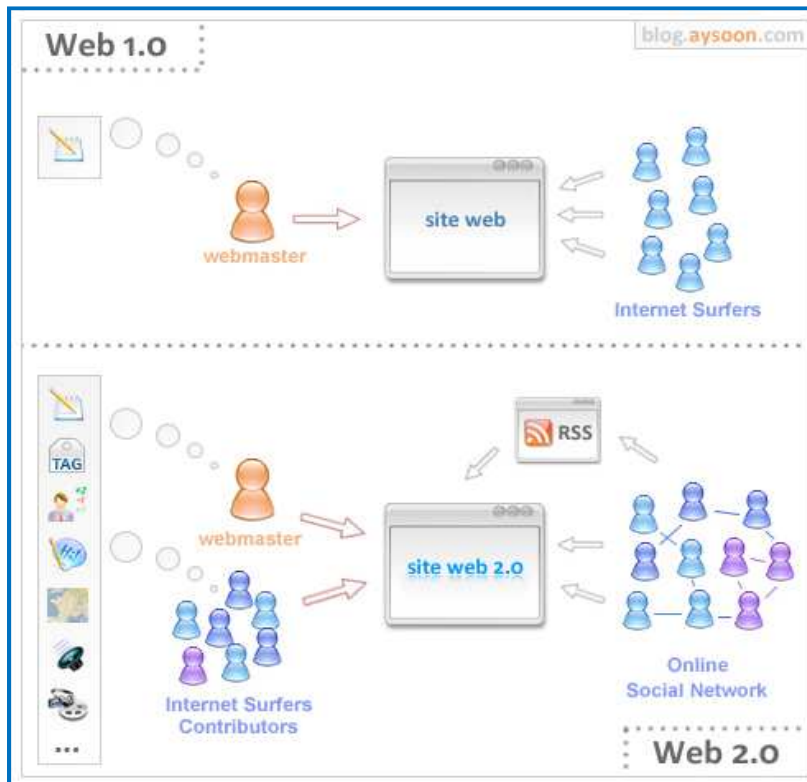 Web 1.0
blog.aysoon.com
site web
webmaster
Internet Surfers
TAG
RSS
webmaster
site web 2.0
Hi!
Internet Surfers
Contributors
Online
Social Network
...
Web 2.0